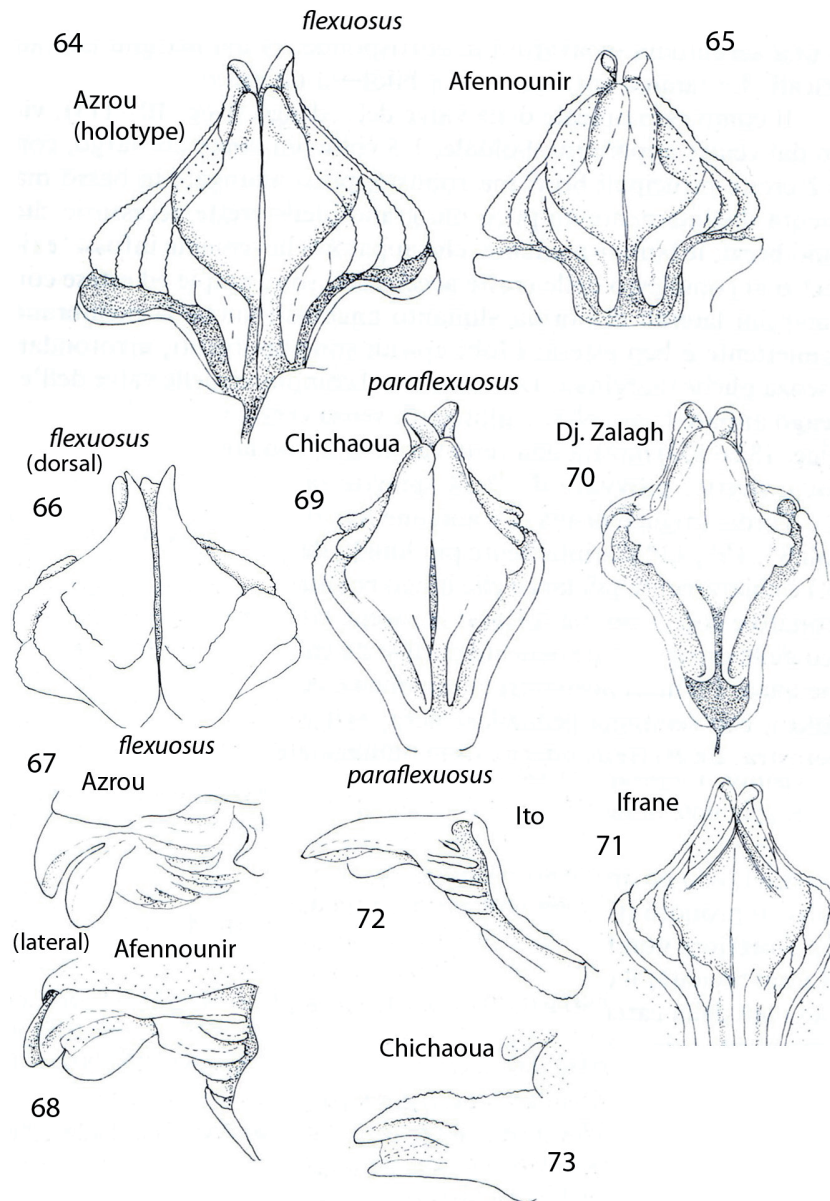 flexuosus
64
65
Azrou
(holotype)
Afennounir
paraflexuosus
flexuosus
(dorsal)
66
Chichaoua
69
Dj. Zalagh
70
flexuosus
67
Azrou
paraflexuosus
Ito
Ifrane
71
72
(lateral)
Afennounir
68
Chichaoua
73